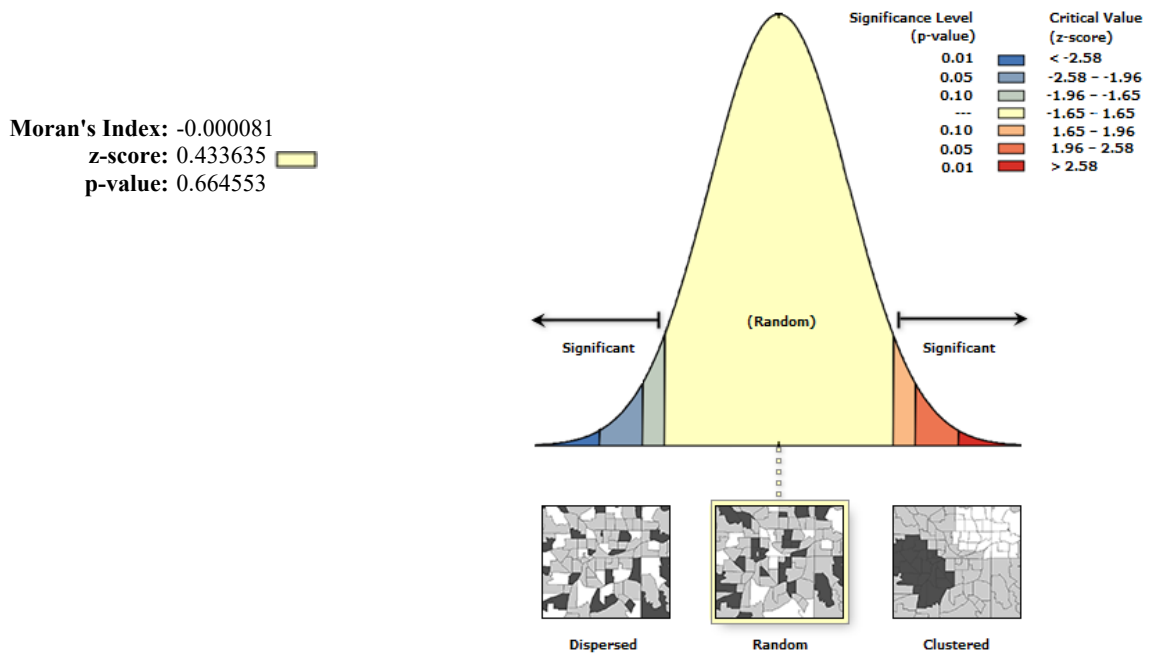 Moran's Index: -0.000081
z-score: 0.433635
p-value: 0.664553
Significance Level (p-value)
Critical Value (z-score)
0.01 < -2.58
0.05 -2.58 – -1.96
0.10 -1.96 – -1.65
--- -1.65 – 1.65
0.10 1.65 – 1.96
0.05 1.96 – 2.58
0.01 > 2.58
(Random)
Significant
Significant
Dispersed
Random
Clustered